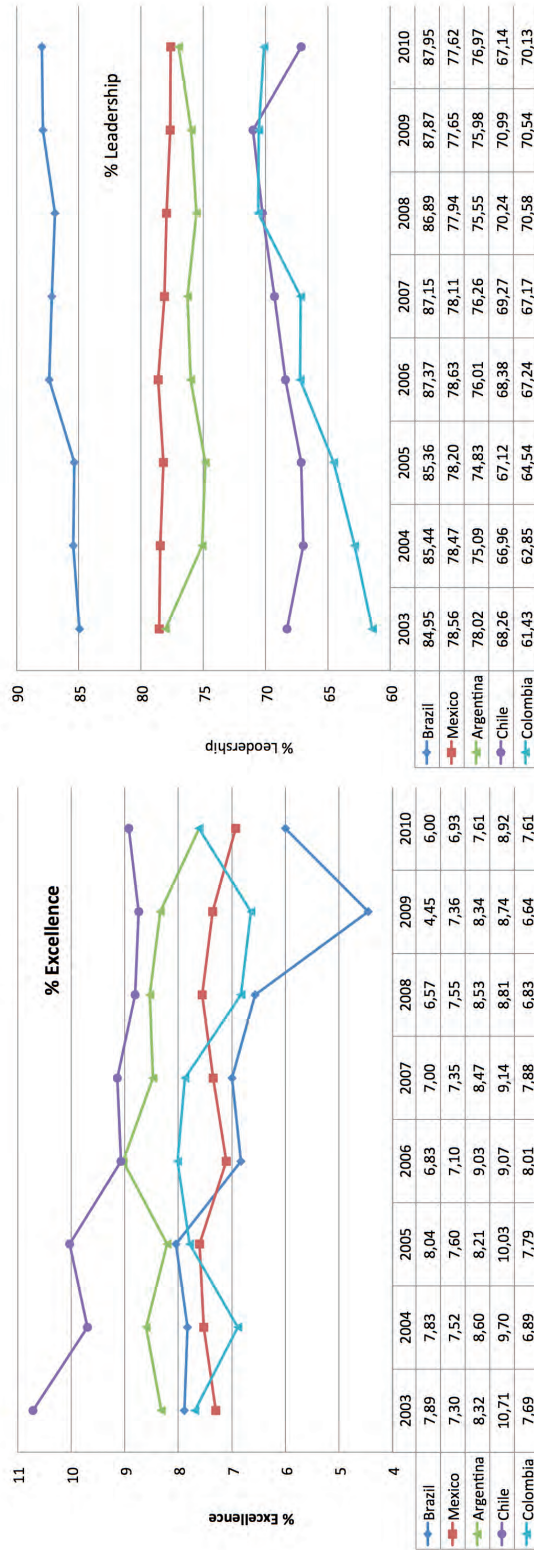 % Excellence
% Excellence
11
10
9
8
7
6
5
4
2003 2004 2005 2006 2007 2008 2009 2010
Brazil 7,89 7,83 8,04 6,83 7,00 6,57 4,45 6,00
Mexico 7,30 7,52 7,60 7,10 7,35 7,55 7,36 6,93
Argentina 8,32 8,60 8,21 9,03 8,47 8,53 8,34 7,61
Chile 10,71 9,70 10,03 9,07 9,14 8,81 8,74 8,92
Colombia 7,69 6,89 7,79 8,01 7,88 6,83 6,64 7,61
% Leadership
% Leodership
90
85
80
75
70
65
60
2003 2004 2005 2006 2007 2008 2009 2010
Brazil 84,95 85,44 85,36 87,37 87,15 86,89 87,87 87,95
Mexico 78,56 78,47 78,20 78,63 78,11 77,94 77,65 77,62
Argentina 78,02 75,09 74,83 76,01 76,26 75,55 75,98 76,97
Chile 68,26 66,96 67,12 68,38 69,27 70,24 70,99 67,14
Colombia 61,43 62,85 64,54 67,24 67,17 70,58 70,54 70,13